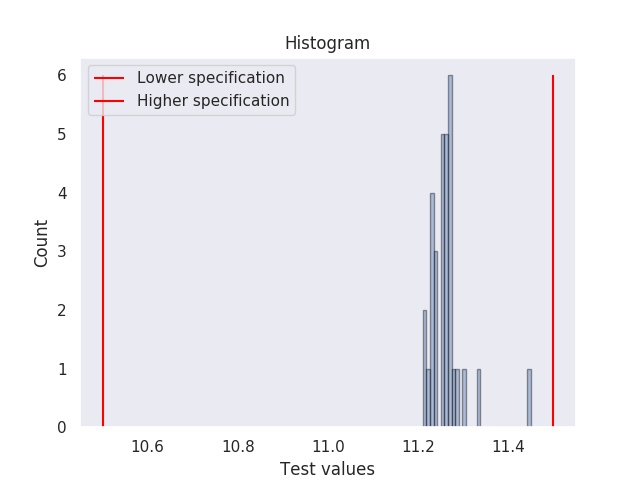 Histogram
Lower specification
Higher specification
6
5
4
3
2
1
0
Count
10.6 10.8 11.0 11.2 11.4
Test values